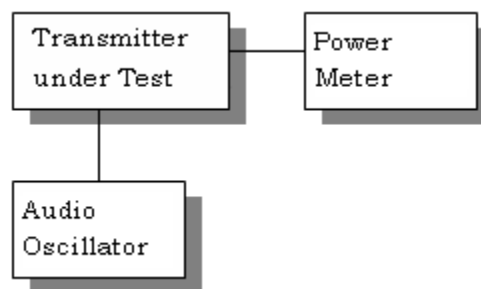 Transmitter
under Test
Power
Meter
Audio
Oscillator